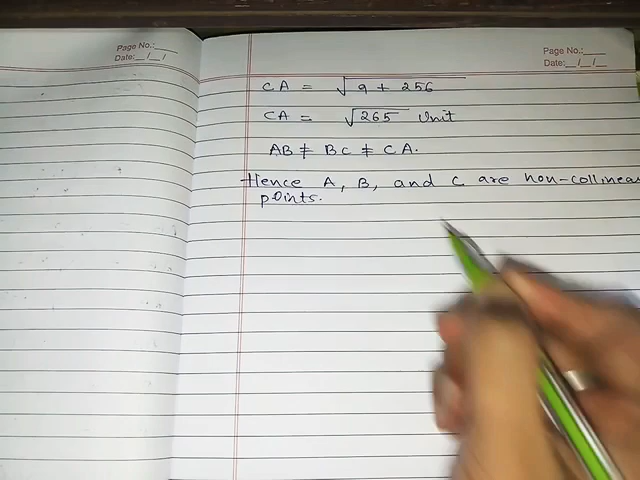 Page No.:
Date: / /
Page No.:
Date: / /
CA = √9 + 256
CA = √265 Unit
AB ≠ BC ≠ CA.
Hence A, B, and C are non-collinear
points.